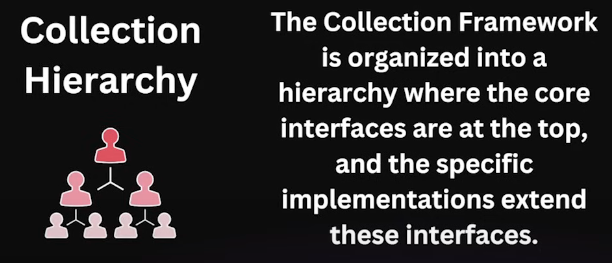 Collection
Hierarchy
The Collection Framework
is organized into a
hierarchy where the core
interfaces are at the top,
and the specific
implementations extend
these interfaces.